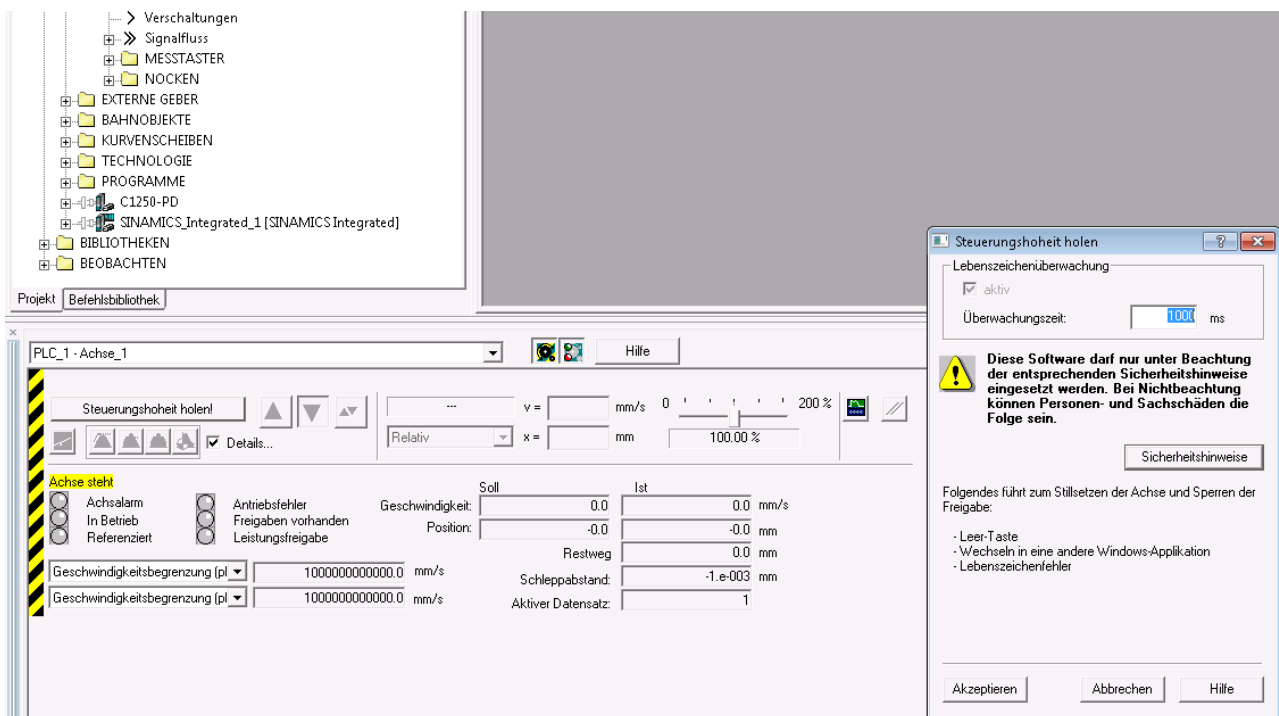 Verschaltungen
Signalfluss
MESSTASTER
NOCKEN
EXTERNE GEBER
BAHNOBJEKTE
KURVENSCHEIBEN
TECHNOLOGIE
PROGRAMME
C1250-PD
SINAMICS_Integrated_1 [SINAMICS Integrated]
BIBLIOTHEKEN
BEOBACHTEN
Projekt Befehlsbibliothek
PLC_1 - Achse_1 Hilfe
Steuerungshoheit holen! --- v = mm/s 0 200 %
Details... Relativ x = mm 100.00 %
Achse steht
Achsalarm Antriebsfehler
In Betrieb Freigaben vorhanden
Referenziert Leistungsfreigabe
Soll Ist
Geschwindigkeit: 0.0 0.0 mm/s
Position: -0.0 -0.0 mm
Restweg 0.0 mm
Schleppabstand: -1.e-003 mm
Aktiver Datensatz: 1
Geschwindigkeitsbegrenzung (pl 1000000000000.0 mm/s
Geschwindigkeitsbegrenzung (pl 1000000000000.0 mm/s
Steuerungshoheit holen
Lebenszeichenüberwachung
aktiv
Überwachungszeit: 1000 ms
Diese Software darf nur unter Beachtung
der entsprechenden Sicherheitshinweise
eingesetzt werden. Bei Nichtbeachtung
können Personen- und Sachschäden die
Folge sein.
Sicherheitshinweise
Folgendes führt zum Stillsetzen der Achse und Sperren der
Freigabe:
- Leer-Taste
- Wechseln in eine andere Windows-Applikation
- Lebenszeichenfehler
Akzeptieren Abbrechen Hilfe